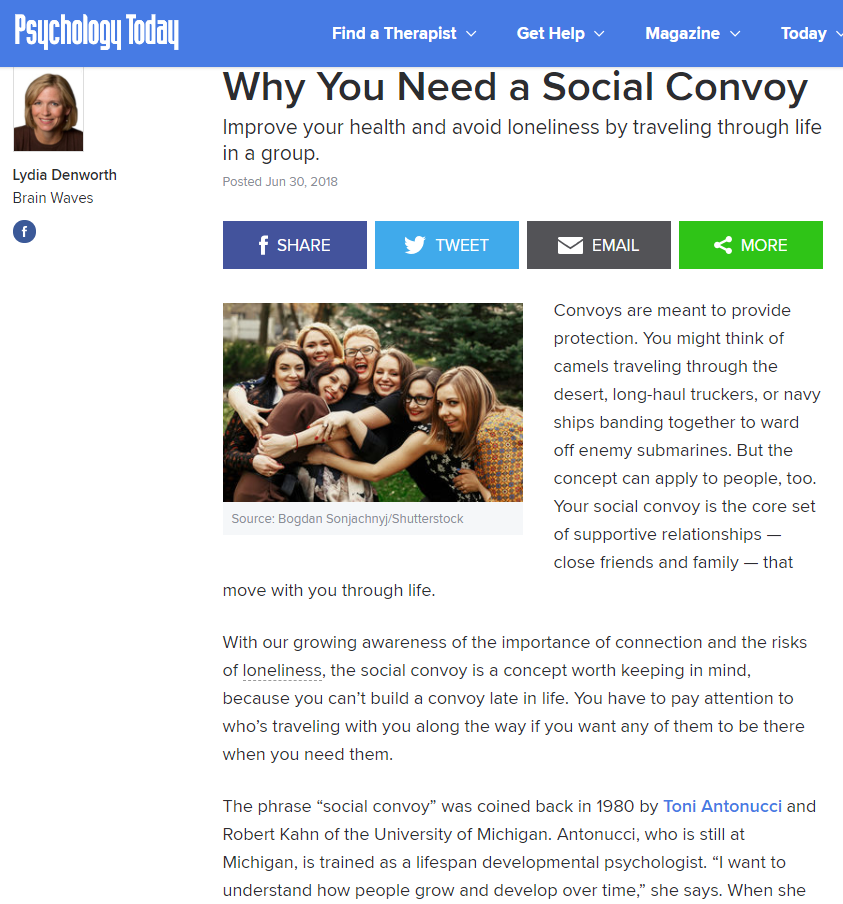 Psychology Today
Find a Therapist
Get Help
Magazine
Today
Why You Need a Social Convoy
Improve your health and avoid loneliness by traveling through life
in a group.
Posted Jun 30, 2018
Lydia Denworth
Brain Waves
f
f SHARE
TWEET
EMAIL
MORE
Source: Bogdan Sonjachnyj/Shutterstock
Convoys are meant to provide
protection. You might think of
camels traveling through the
desert, long-haul truckers, or navy
ships banding together to ward
off enemy submarines. But the
concept can apply to people, too.
Your social convoy is the core set
of supportive relationships —
close friends and family — that
move with you through life.
With our growing awareness of the importance of connection and the risks
of loneliness, the social convoy is a concept worth keeping in mind,
because you can’t build a convoy late in life. You have to pay attention to
who’s traveling with you along the way if you want any of them to be there
when you need them.
The phrase “social convoy” was coined back in 1980 by Toni Antonucci and
Robert Kahn of the University of Michigan. Antonucci, who is still at
Michigan, is trained as a lifespan developmental psychologist. “I want to
understand how people grow and develop over time,” she says. When she